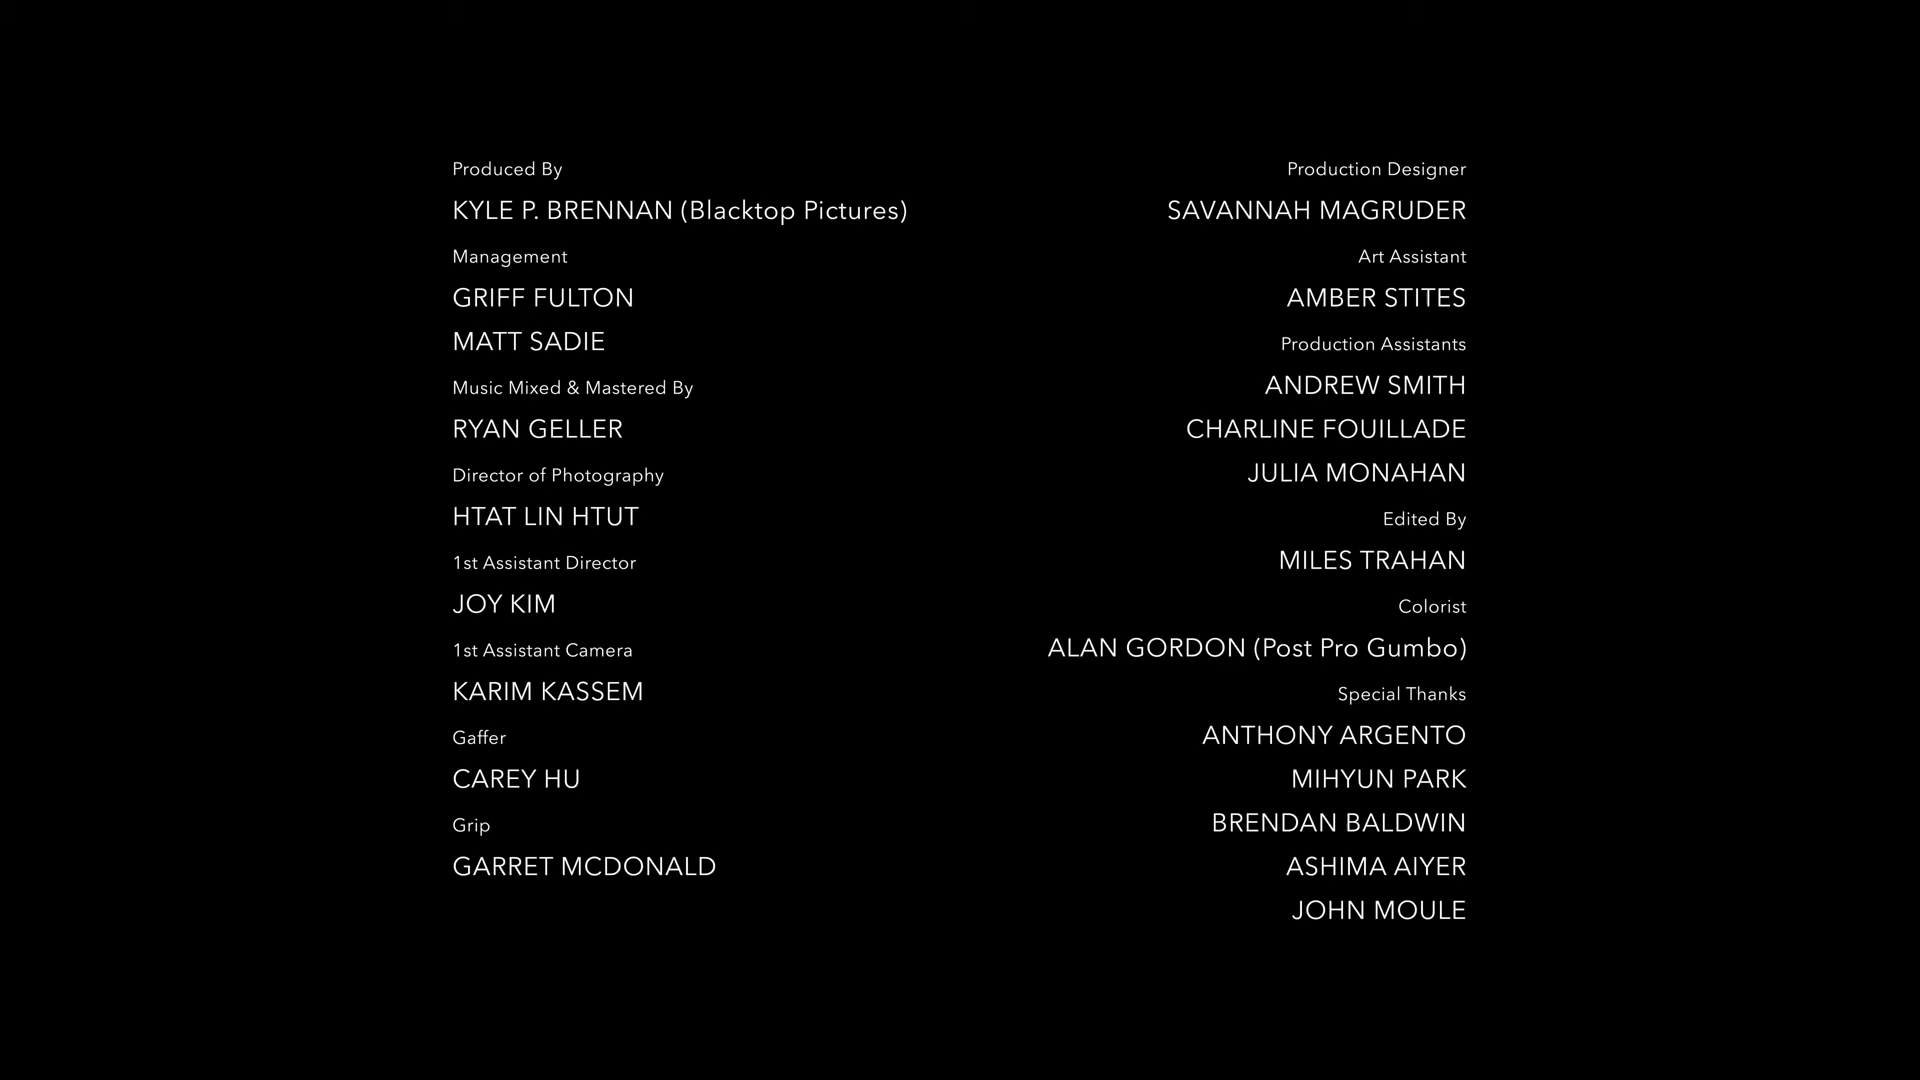 Produced By
KYLE P. BRENNAN (Blacktop Pictures)
Management
GRIFF FULTON
MATT SADIE
Music Mixed & Mastered By
RYAN GELLER
Director of Photography
HTAT LIN HTUT
1st Assistant Director
JOY KIM
1st Assistant Camera
KARIM KASSEM
Gaffer
CAREY HU
Grip
GARRET MCDONALD
Production Designer
SAVANNAH MAGRUDER
Art Assistant
AMBER STITES
Production Assistants
ANDREW SMITH
CHARLINE FOUILLADE
JULIA MONAHAN
Edited By
MILES TRAHAN
Colorist
ALAN GORDON (Post Pro Gumbo)
Special Thanks
ANTHONY ARGENTO
MIHYUN PARK
BRENDAN BALDWIN
ASHIMA AIYER
JOHN MOULE